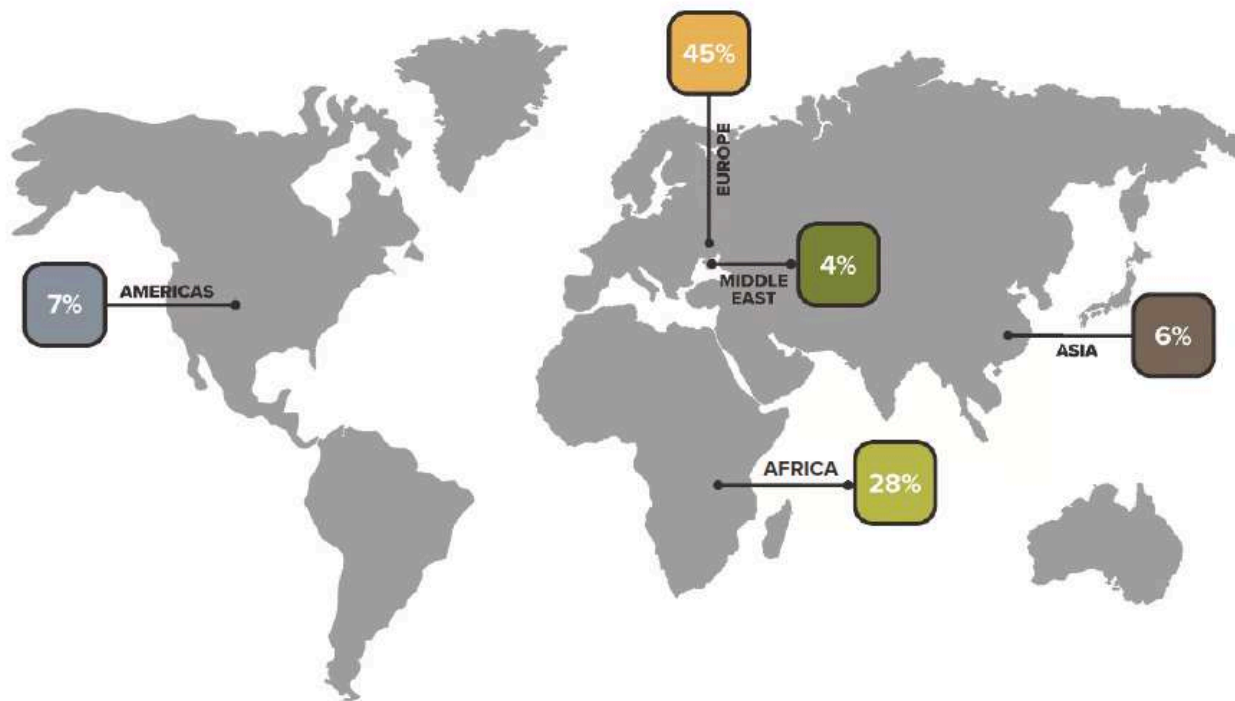 45%
EUROPE
4%
MIDDLE
EAST
7%
AMERICAS
6%
ASIA
AFRICA
28%